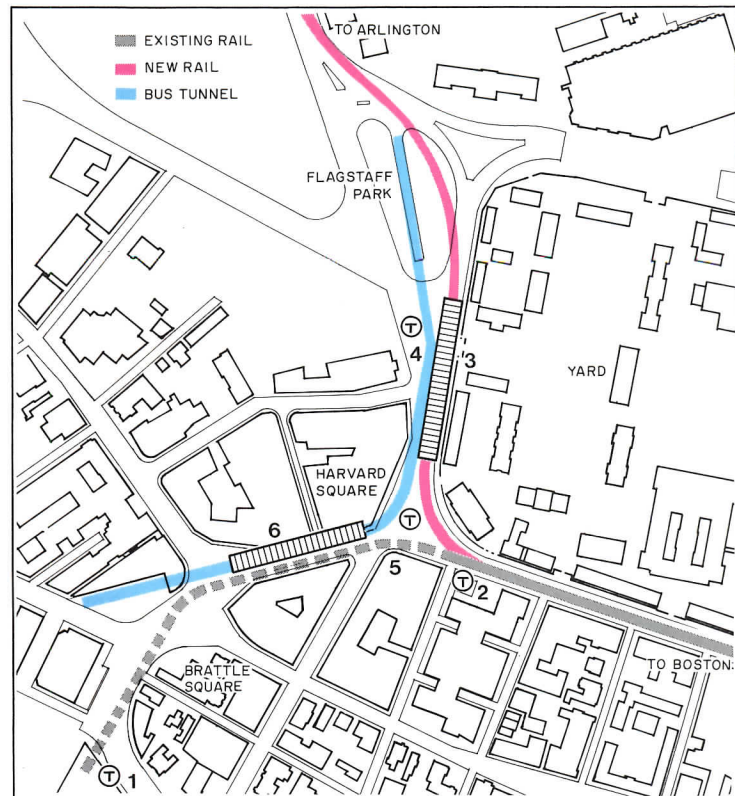 TO ARLINGTON
EXISTING RAIL
NEW RAIL
BUS TUNNEL
FLAGSTAFF
PARK
T
4
3
YARD
HARVARD
SQUARE
6
T
5
T
2
TO BOSTON
BRATTLE
SQUARE
T
1